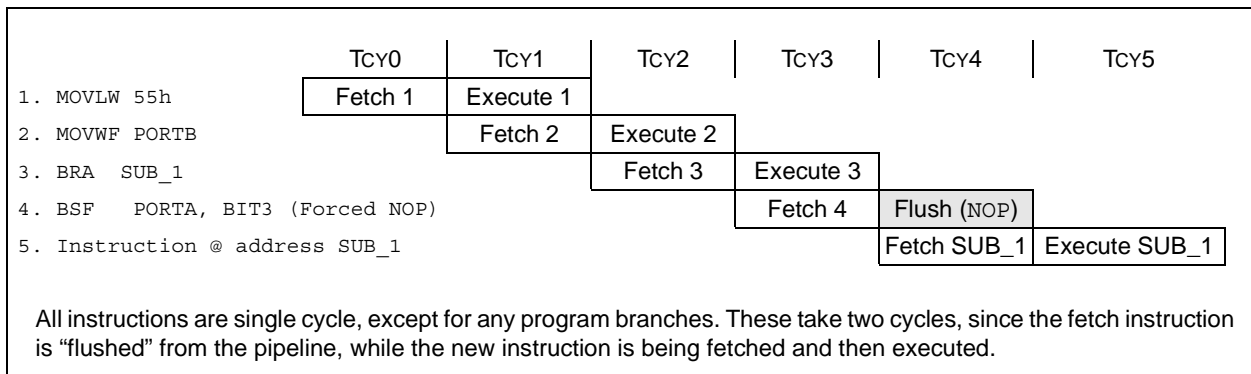 TCY0 TCY1 TCY2 TCY3 TCY4 TCY5
1. MOVLW 55h Fetch 1 Execute 1
2. MOVWF PORTB Fetch 2 Execute 2
3. BRA SUB_1 Fetch 3 Execute 3
4. BSF PORTA, BIT3 (Forced NOP) Fetch 4 Flush (NOP)
5. Instruction @ address SUB_1 Fetch SUB_1 Execute SUB_1
All instructions are single cycle, except for any program branches. These take two cycles, since the fetch instruction
is “flushed” from the pipeline, while the new instruction is being fetched and then executed.